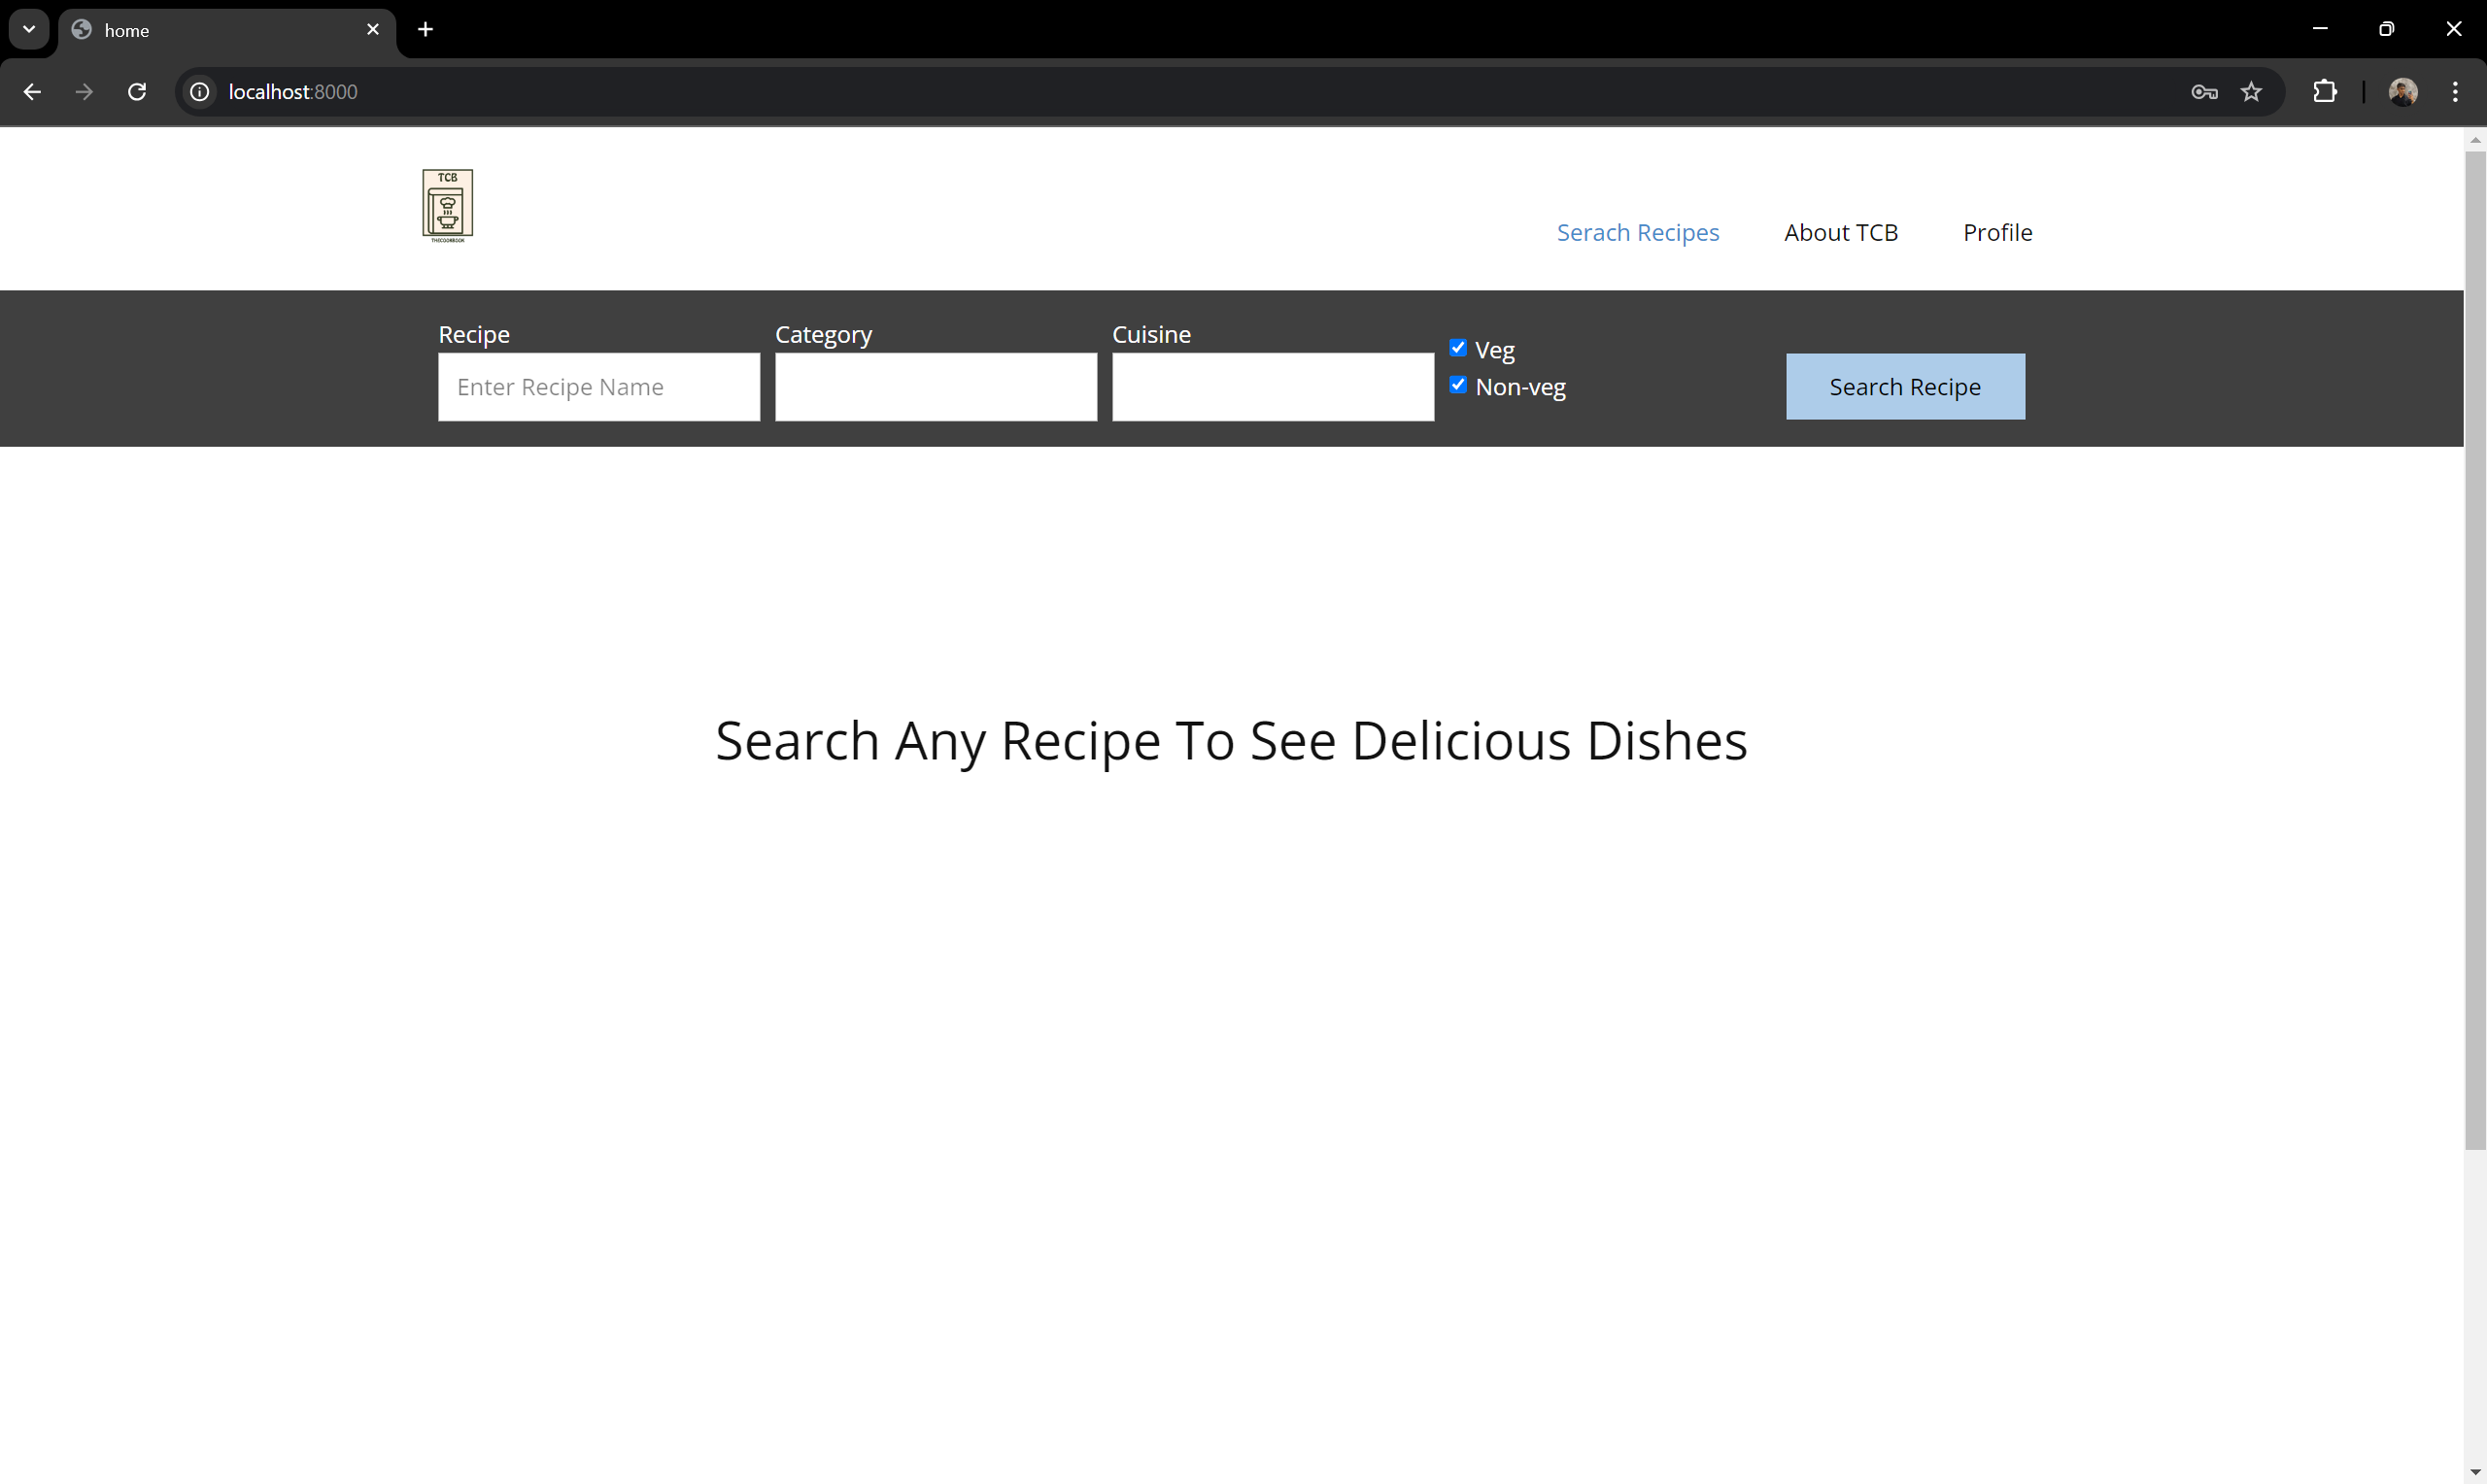 home
localhost:8000
TCB
THECOOKBOOK
Serach Recipes About TCB Profile
Recipe Category Cuisine
Veg
Enter Recipe Name Non-veg Search Recipe
Search Any Recipe To See Delicious Dishes